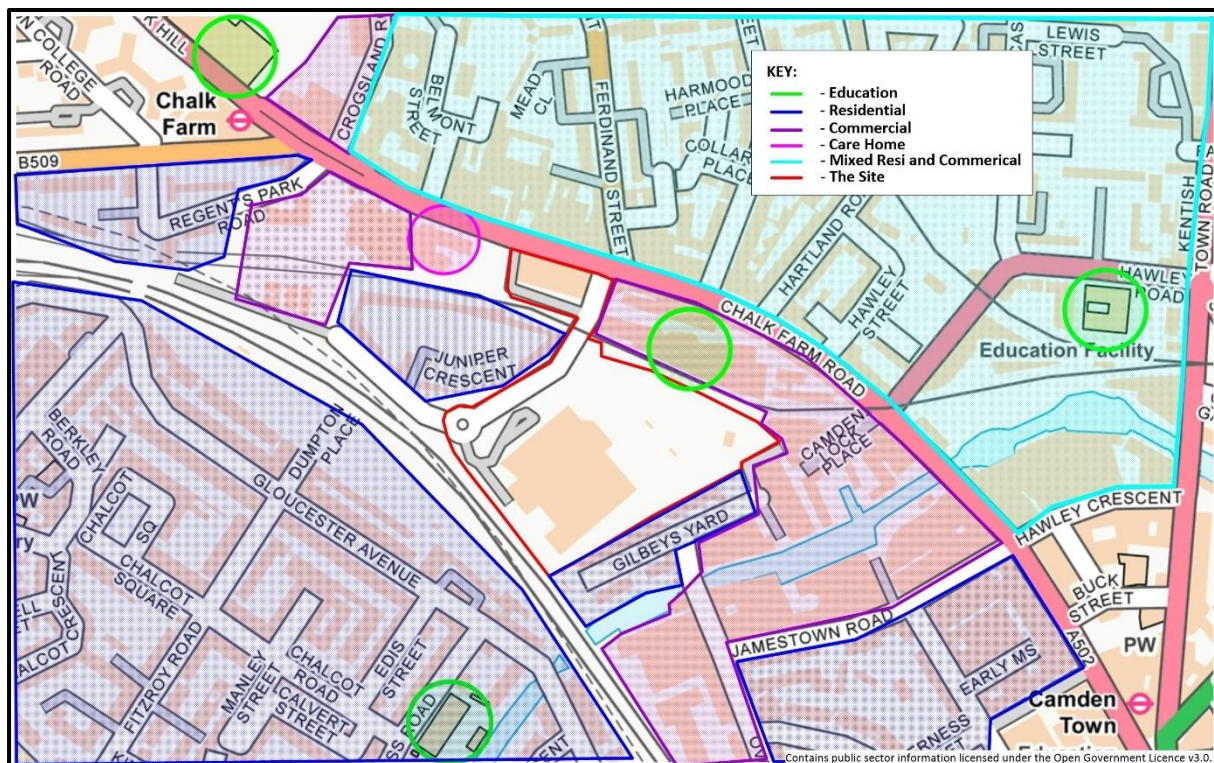 KEY:
- Education
- Residential
- Commercial
- Care Home
- Mixed Resi and Commerical
- The Site
COLLEGE
ROAD
HILL
Chalk
Farm
B509
CROGSLAND
BELMONT
STREET
MEAD
CL
FERDINAND STREET
HARMOOD
PLACE
PLACE
LEWIS
STREET
KENTISH
TOWN ROAD
REGENT'S PARK
ROAD
HARTLAND
HAWLEY
STREET
HAWLEY
ROAD
Education Facility
CHALK FARM ROAD
JUNIPER
CRESCENT
CAMDEN
LOCK
PLACE
HAWLEY CRESCENT
BUCK
STREET
PW
A502
GILBEYS YARD
JAMESTOWN ROAD
EARLY MS
Camden
Town
BERKLEY
ROAD
PW
CHALCOT
SQ
DUMPTON
PLACE
GLOUCESTER AVENUE
CHALCOT
SQUARE
CRESCENT
FITZROY ROAD
MANLEY
STREET
CHALCOT
ROAD
CALVERT
STREET
EDIS
STREET
ROAD
Contains public sector information licensed under the Open Government Licence v3.0.